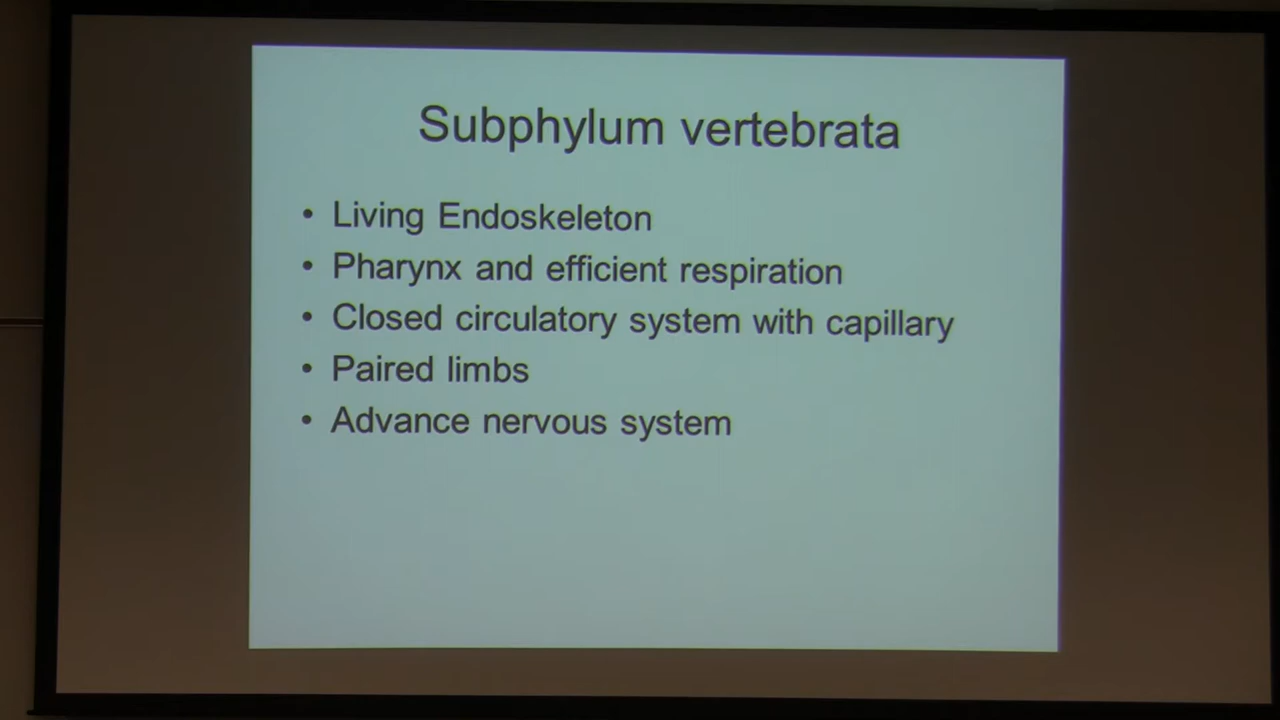 Subphylum vertebrata
• Living Endoskeleton
• Pharynx and efficient respiration
• Closed circulatory system with capillary
• Paired limbs
• Advance nervous system